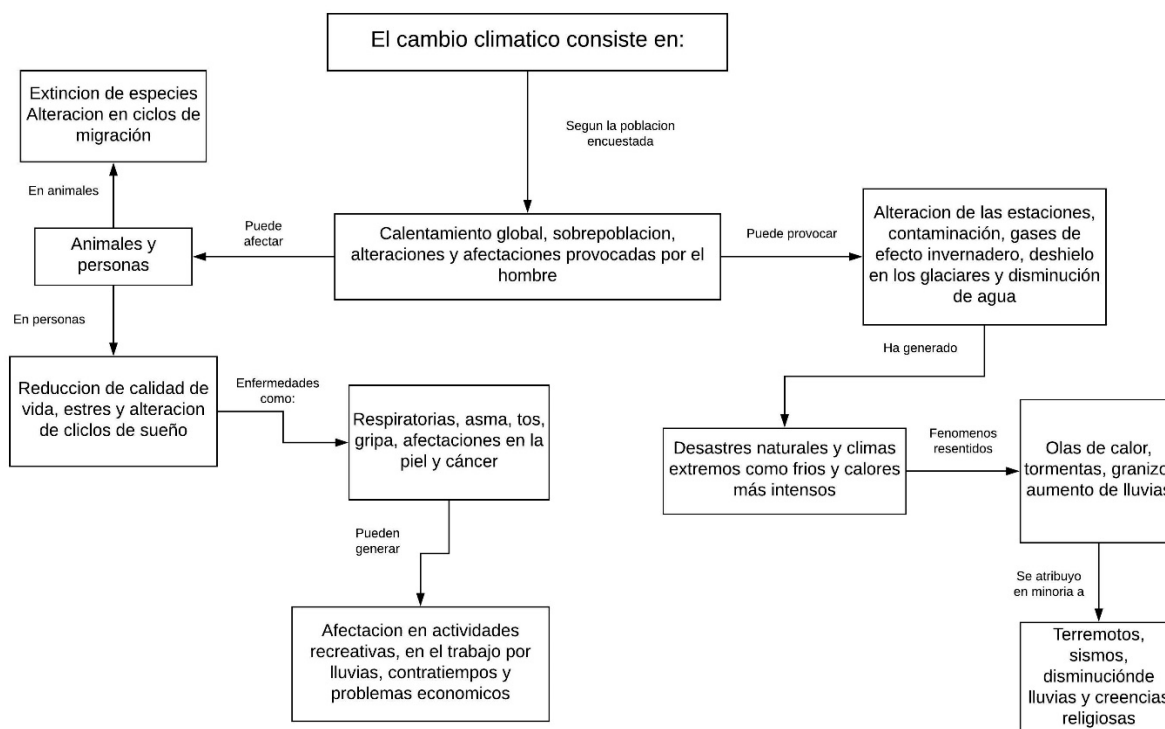 El cambio climatico consiste en:
Segun la poblacion
encuestada
Extincion de especies
Alteracion en ciclos de
migración
En animales
Animales y
personas
Puede
afectar
Calentamiento global, sobrepoblacion,
alteraciones y afectaciones provocadas por el
hombre
Puede provocar
Alteracion de las estaciones,
contaminación, gases de
efecto invernadero, deshielo
en los glaciares y disminución
de agua
En personas
Ha generado
Reduccion de calidad de
vida, estres y alteracion
de cliclos de sueño
Enfermedades
como:
Respiratorias, asma, tos,
gripa, afectaciones en la
piel y cáncer
Desastres naturales y climas
extremos como frios y calores
más intensos
Fenomenos
resentidos
Olas de calor,
tormentas, granizo,
aumento de lluvias
Pueden
generar
Se atribuyo
en minoria a
Afectacion en actividades
recreativas, en el trabajo por
lluvias, contratiempos y
problemas economicos
Terremotos,
sismos,
disminuciónde
lluvias y creencias
religiosas